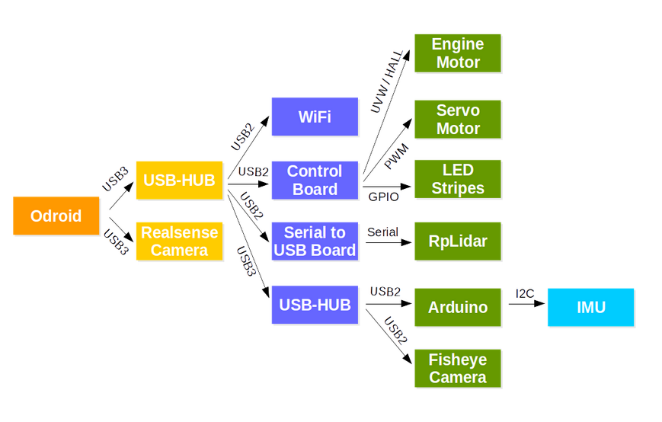 Engine
Motor
UVW / HALL
WiFi
Servo
Motor
USB2
PWM
USB3
USB-HUB
USB2
Control
Board
LED
Stripes
GPIO
Odroid
USB3
Realsense
Camera
USB2
Serial to
USB Board
Serial
RpLidar
USB3
USB-HUB
USB2
Arduino
I2C
IMU
USB2
Fisheye
Camera